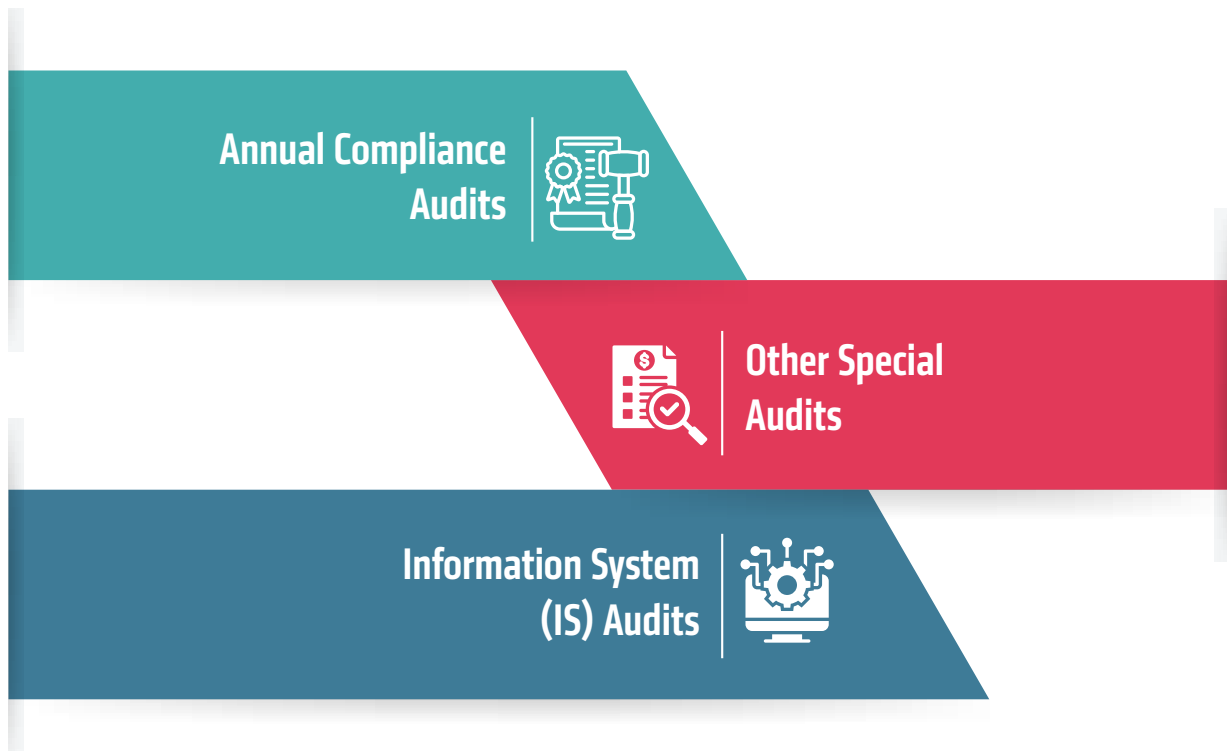 Annual Compliance
Audits
Other Special
Audits
Information System
(IS) Audits